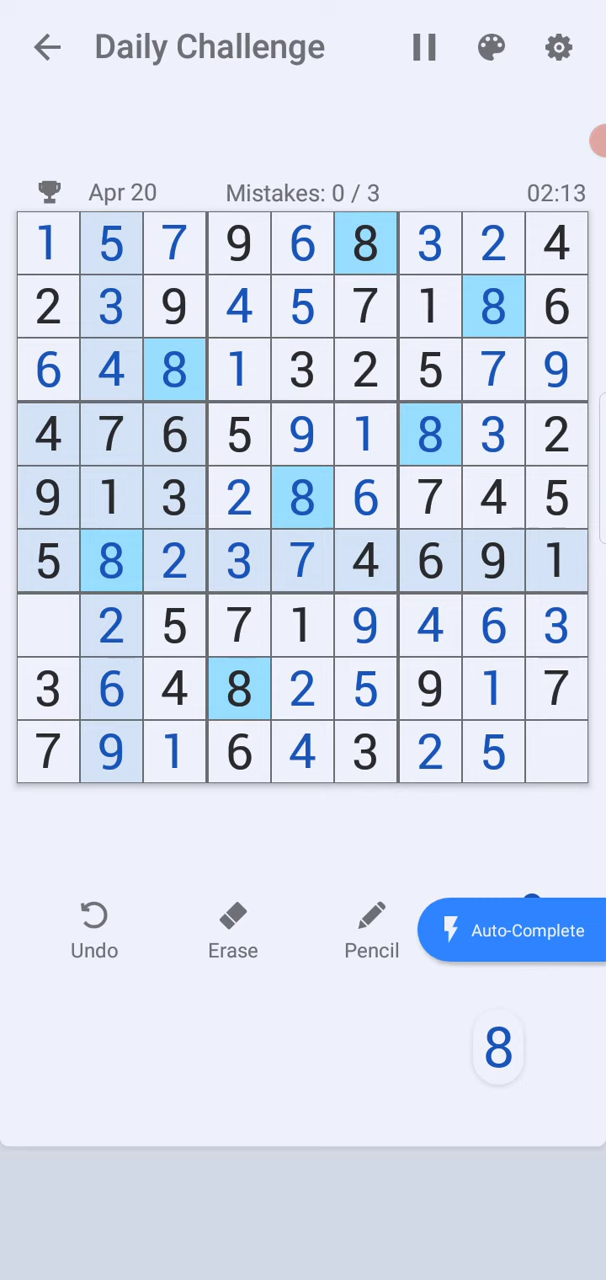 Daily Challenge
Apr 20 Mistakes: 0 / 3 02:13
1 5 7 9 6 8 3 2 4
2 3 9 4 5 7 1 8 6
6 4 8 1 3 2 5 7 9
4 7 6 5 9 1 8 3 2
9 1 3 2 8 6 7 4 5
5 8 2 3 7 4 6 9 1
2 5 7 1 9 4 6 3
3 6 4 8 2 5 9 1 7
7 9 1 6 4 3 2 5
Undo Erase Pencil Auto-Complete
8